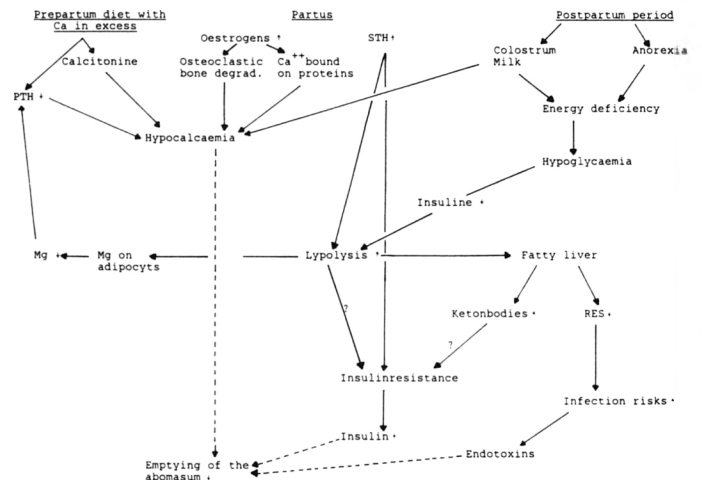 Prepartum diet with
Ca in excess
Partus
Postpartum period
Oestrogens ↑
STH↑
Calcitonine
Osteoclastic
bone degrad.
Ca++bound
on proteins
Colostrum
Milk
Anorexia
PTH ↓
Energy deficiency
Hypocalcaemia
Hypoglycaemia
Insuline ↓
Mg ↓
Mg on
adipocyts
Lypolysis ↑
Fatty liver
?
Ketonbodies ↑
RES↓
?
Insulinresistance
Infection risks↑
Insulin ↑
Endotoxins
Emptying of the
abomasum ↓